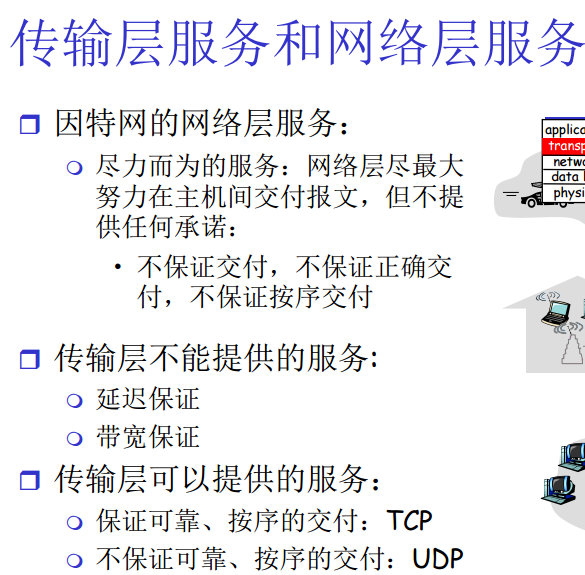 传输层服务和网络层服务
因特网的网络层服务：
尽力而为的服务：网络层尽最大
努力在主机间交付报文，但不提
供任何承诺：
• 不保证交付，不保证正确交
付，不保证按序交付
传输层不能提供的服务:
延迟保证
带宽保证
传输层可以提供的服务：
保证可靠、按序的交付：TCP
不保证可靠、按序的交付：UDP
applica
transp
netw
data l
physi